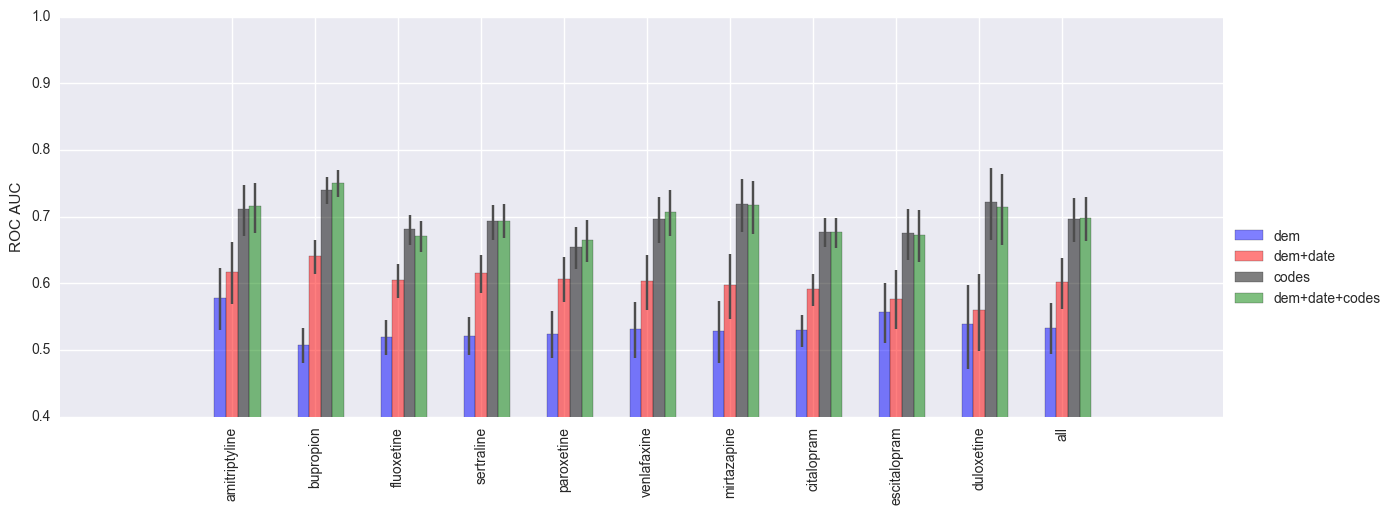 1.0
0.9
0.8
0.7
0.6
0.5
0.4
ROC AUC
amitriptyline
bupropion
fluoxetine
sertraline
paroxetine
venlafaxine
mirtazapine
citalopram
escitalopram
duloxetine
all
dem
dem+date
codes
dem+date+codes